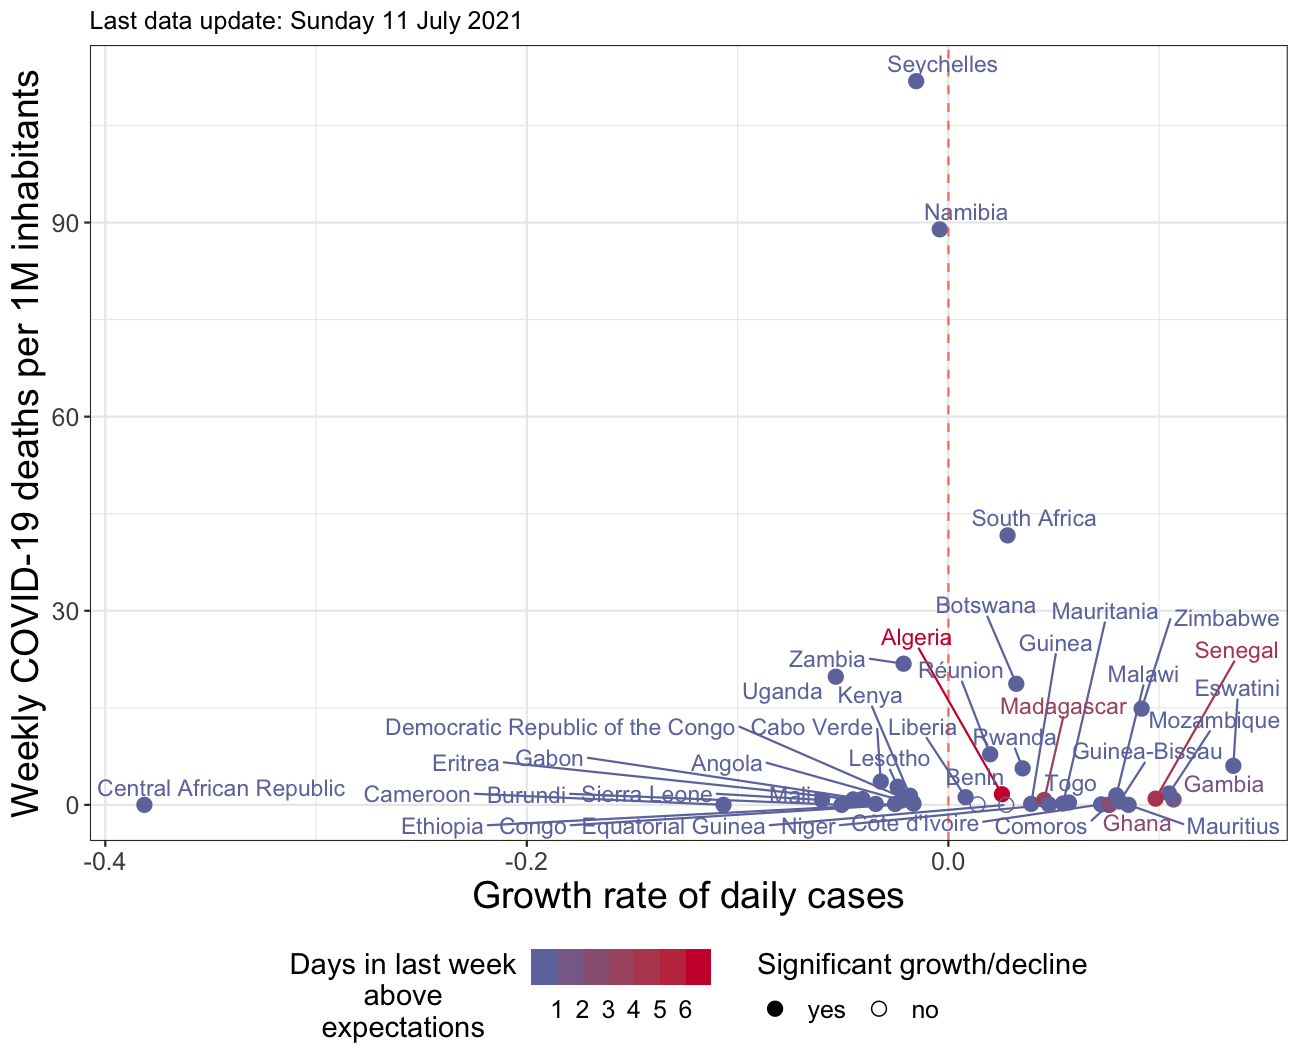 Last data update: Sunday 11 July 2021
Weekly COVID-19 deaths per 1M inhabitants
90
60
30
0
Seychelles
Namibia
South Africa
Botswana
Mauritania
Zimbabwe
Algeria
Guinea
Senegal
Zambia
Réunion
Malawi
Eswatini
Uganda
Kenya
Madagascar
Mozambique
Democratic Republic of the Congo
Cabo Verde
Liberia
Rwanda
Guinea-Bissau
Eritrea
Gabon
Angola
Lesotho
Benin
Togo
Gambia
Central African Republic
Cameroon
Burundi
Sierra Leone
Mali
Ethiopia
Congo
Equatorial Guinea
Niger
Côte d'Ivoire
Comoros
Ghana
Mauritius
-0.4
-0.2
0.0
Growth rate of daily cases
Days in last week
above
expectations
1 2 3 4 5 6
Significant growth/decline
yes
no